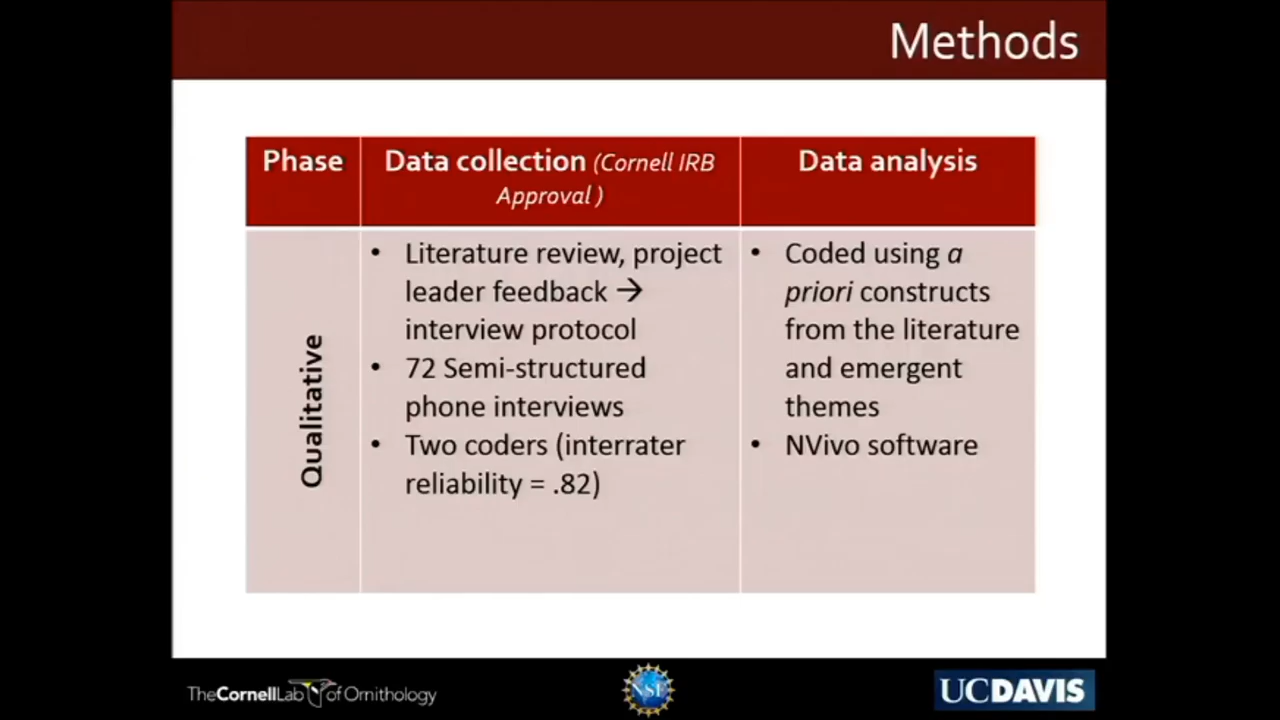 Methods
Phase
Data collection (Cornell IRB
Approval )
Data analysis
Qualitative
• Literature review, project
leader feedback →
interview protocol
• 72 Semi-structured
phone interviews
• Two coders (interrater
reliability = .82)
• Coded using a
priori constructs
from the literature
and emergent
themes
• NVivo software
TheCornellLab of Ornithology
NSF
UCDAVIS